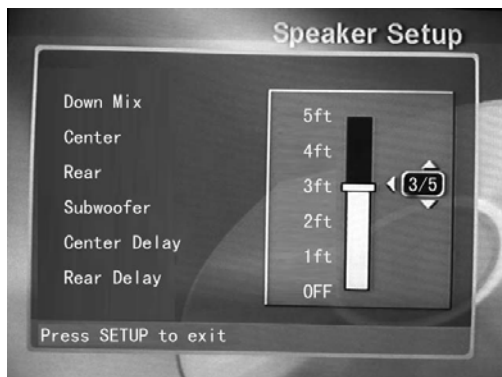 Speaker Setup
Down Mix
Center
Rear
Subwoofer
Center Delay
Rear Delay
5ft
4ft
3ft
2ft
1ft
OFF
3/5
Press SETUP to exit